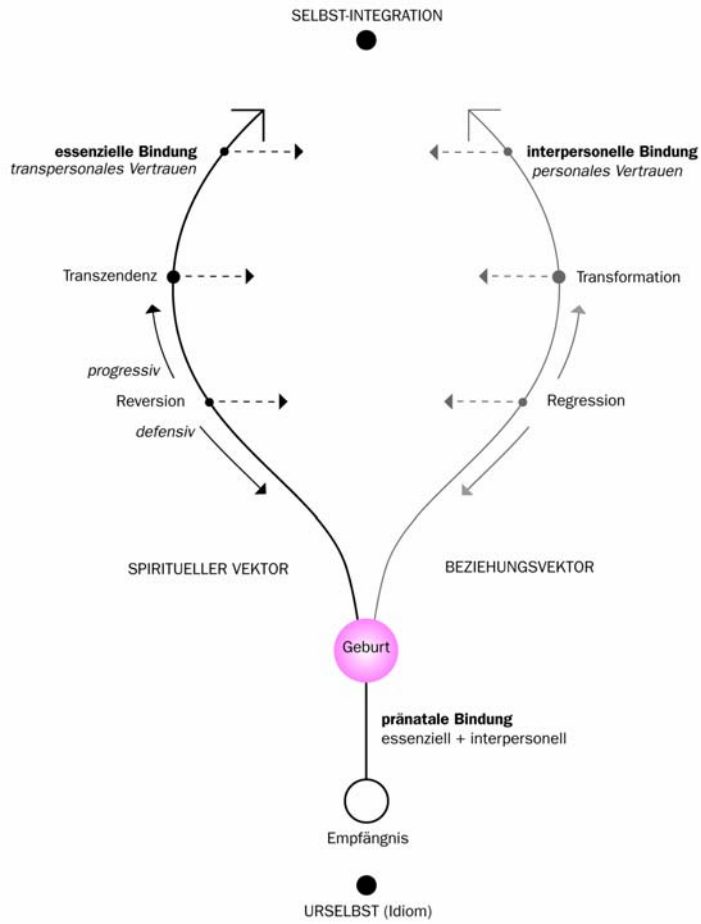 SELBST-INTEGRATION
essenzielle Bindung
transpersonales Vertrauen
interpersonelle Bindung
personales Vertrauen
Transzendenz
Transformation
progressiv
Reversion
Regression
defensiv
SPIRITUELLER VEKTOR
BEZIEHUNGSVEKTOR
Geburt
pränatale Bindung
essenziell + interpersonell
Empfängnis
URSELBST (Idiom)